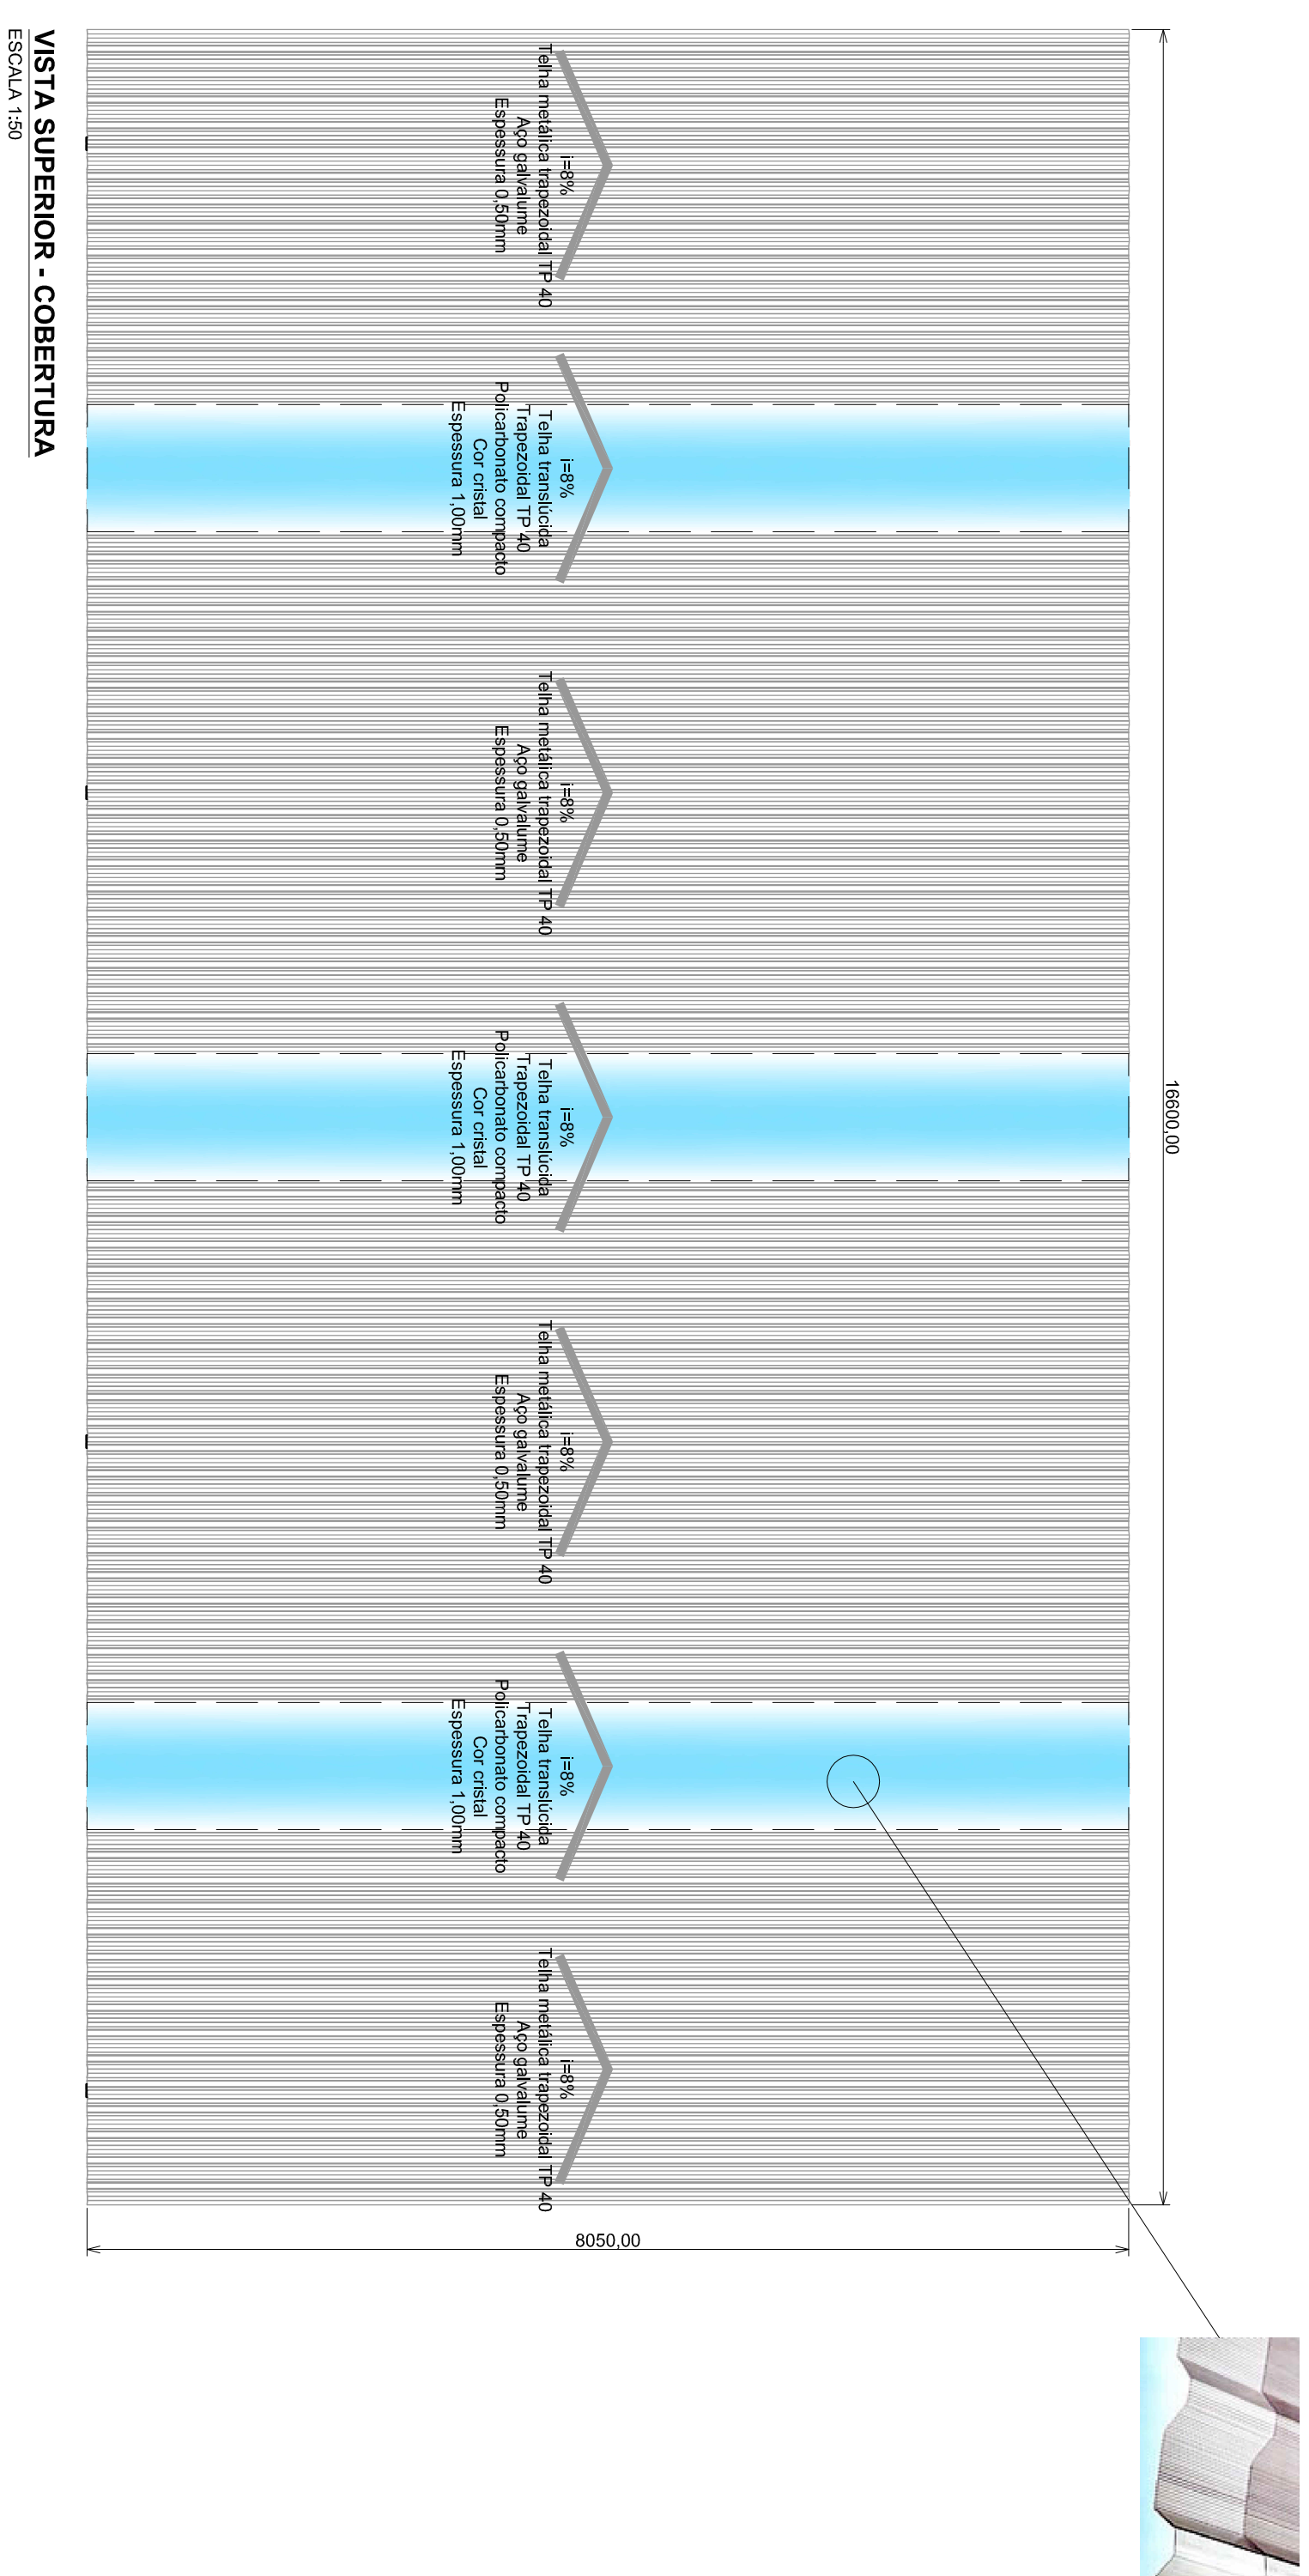 16600,00
i=8%
Telha metálica trapezoidal TP 40
Aço galvalume
Espessura 0,50mm
i=8%
Telha translúcida
Trapezoidal TP 40
Policarbonato compacto
Cor cristal
Espessura 1,00mm
i=8%
Telha metálica trapezoidal TP 40
Aço galvalume
Espessura 0,50mm
i=8%
Telha translúcida
Trapezoidal TP 40
Policarbonato compacto
Cor cristal
Espessura 1,00mm
i=8%
Telha metálica trapezoidal TP 40
Aço galvalume
Espessura 0,50mm
i=8%
Telha translúcida
Trapezoidal TP 40
Policarbonato compacto
Cor cristal
Espessura 1,00mm
i=8%
Telha metálica trapezoidal TP 40
Aço galvalume
Espessura 0,50mm
8050,00
VISTA SUPERIOR - COBERTURA
ESCALA 1:50